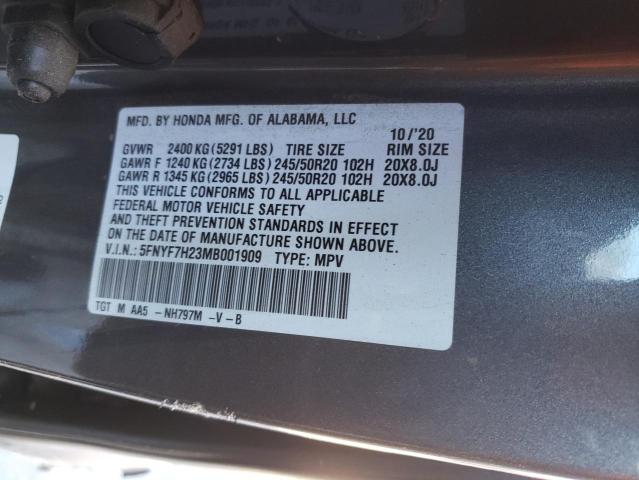 MFD. BY HONDA MFG. OF ALABAMA, LLC
10/'20
GVWR 2400 KG (5291 LBS) TIRE SIZE RIM SIZE
GAWR F 1240 KG (2734 LBS) 245/50R20 102H 20X8.0J
GAWR R 1345 KG (2965 LBS) 245/50R20 102H 20X8.0J
THIS VEHICLE CONFORMS TO ALL APPLICABLE
FEDERAL MOTOR VEHICLE SAFETY
AND THEFT PREVENTION STANDARDS IN EFFECT
ON THE DATE OF MANUFACTURE SHOWN ABOVE.
V.I.N.: 5FNYF7H23MB001909 TYPE: MPV
TGT M AA5 - NH797M -V-B